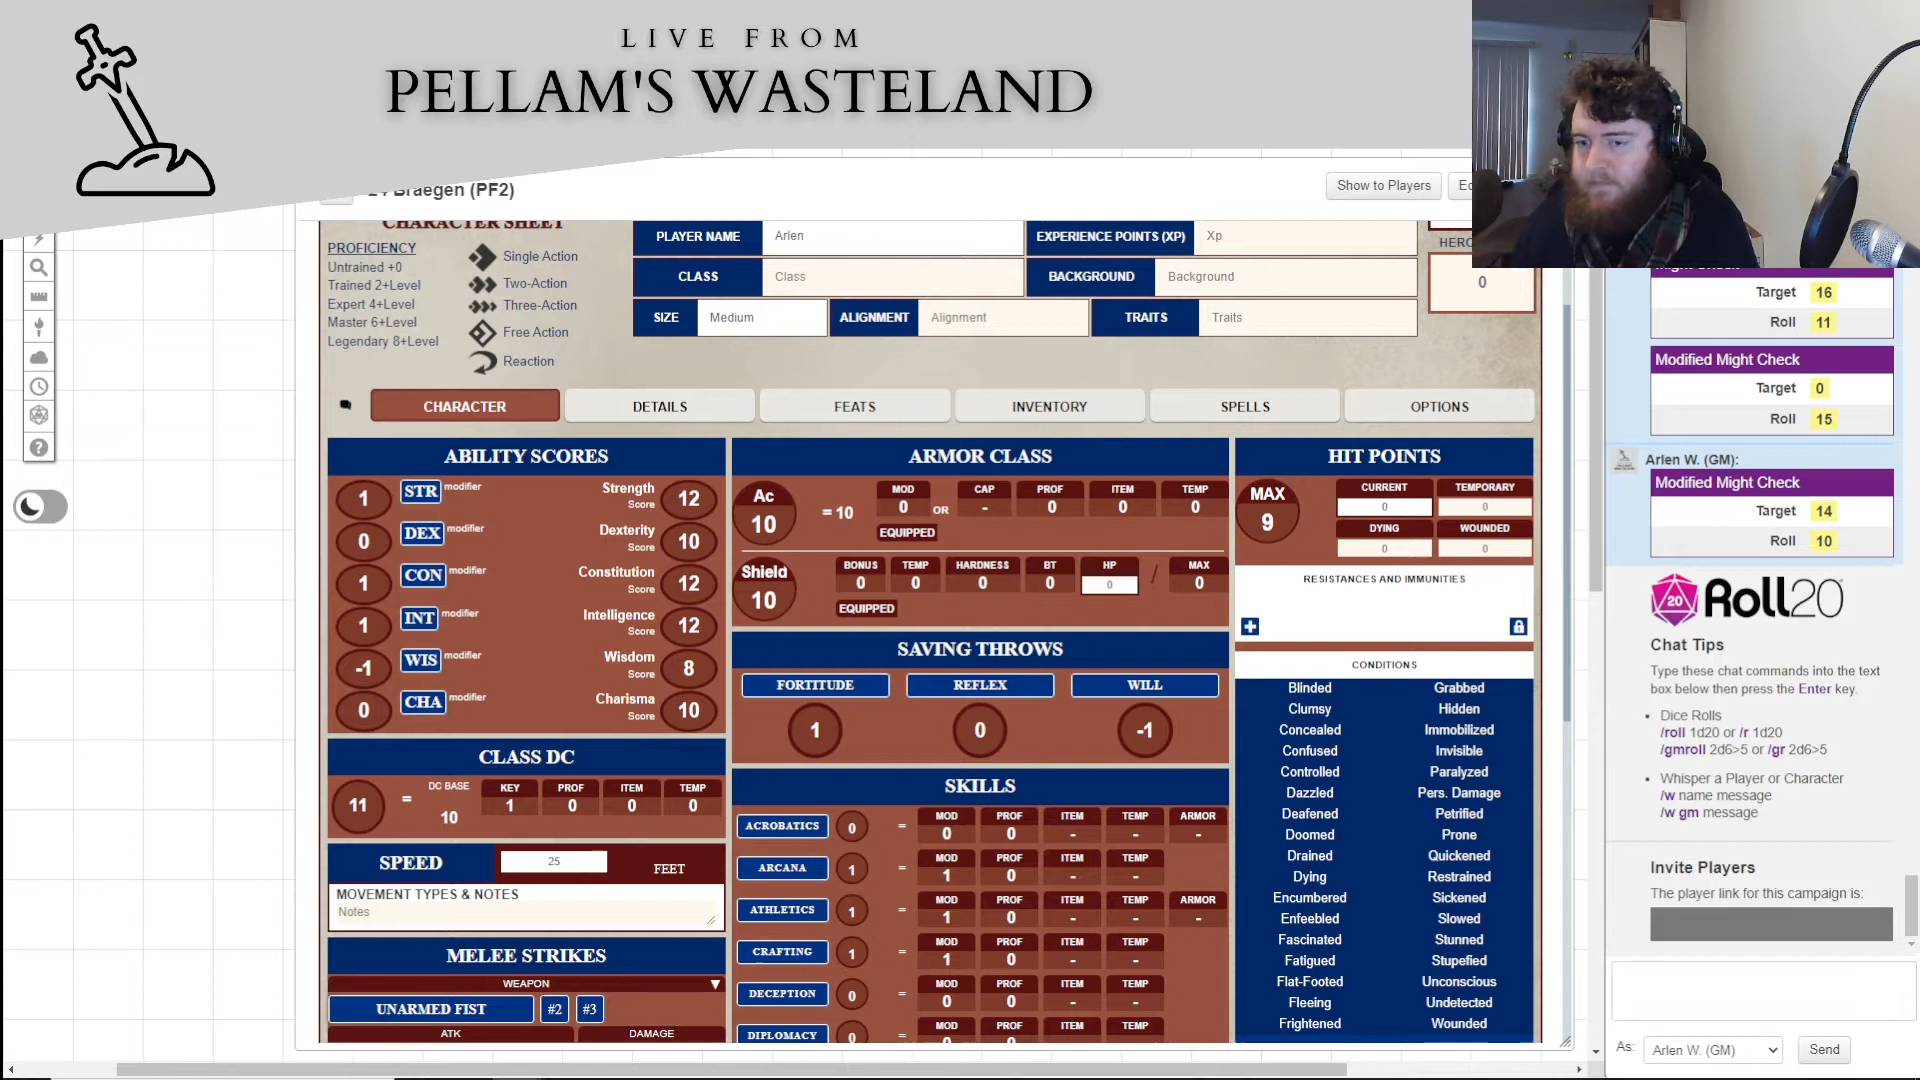 LIVE FROM
PELLAM'S WASTELAND
Braegen (PF2)
Show to Players
CHARACTER SHEET
PROFICIENCY
Untrained +0
Trained 2+Level
Expert 4+Level
Master 6+Level
Legendary 8+Level
Single Action
Two-Action
Three-Action
Free Action
Reaction
PLAYER NAME Arlen EXPERIENCE POINTS (XP) Xp
CLASS Class BACKGROUND Background
SIZE Medium ALIGNMENT Alignment TRAITS Traits
HERO
0
CHARACTER DETAILS FEATS INVENTORY SPELLS OPTIONS
ABILITY SCORES
1 STR modifier Strength Score 12
0 DEX modifier Dexterity Score 10
1 CON modifier Constitution Score 12
1 INT modifier Intelligence Score 12
-1 WIS modifier Wisdom Score 8
0 CHA modifier Charisma Score 10
CLASS DC
11 = DC BASE 10 KEY 1 PROF 0 ITEM 0 TEMP 0
SPEED 25 FEET
MOVEMENT TYPES & NOTES
Notes
MELEE STRIKES
WEAPON
UNARMED FIST #2 #3
ATK DAMAGE
ARMOR CLASS
Ac 10 = 10 MOD 0 OR CAP - PROF 0 ITEM 0 TEMP 0
EQUIPPED
Shield 10 BONUS 0 TEMP 0 HARDNESS 0 BT 0 HP 0 / MAX 0
EQUIPPED
SAVING THROWS
FORTITUDE REFLEX WILL
1 0 -1
SKILLS
ACROBATICS 0 = MOD 0 PROF 0 ITEM - TEMP - ARMOR -
ARCANA 1 = MOD 1 PROF 0 ITEM - TEMP -
ATHLETICS 1 = MOD 1 PROF 0 ITEM - TEMP - ARMOR -
CRAFTING 1 = MOD 1 PROF 0 ITEM - TEMP -
DECEPTION 0 = MOD 0 PROF 0 ITEM - TEMP -
DIPLOMACY 0 = MOD 0 PROF 0 ITEM - TEMP -
HIT POINTS
MAX 9 CURRENT 0 TEMPORARY 0
DYING 0 WOUNDED 0
RESISTANCES AND IMMUNITIES
CONDITIONS
Blinded Grabbed
Clumsy Hidden
Concealed Immobilized
Confused Invisible
Controlled Paralyzed
Dazzled Pers. Damage
Deafened Petrified
Doomed Prone
Drained Quickened
Dying Restrained
Encumbered Sickened
Enfeebled Slowed
Fascinated Stunned
Fatigued Stupefied
Flat-Footed Unconscious
Fleeing Undetected
Frightened Wounded
Might Check
Target 16
Roll 11
Modified Might Check
Target 0
Roll 15
Arlen W. (GM):
Modified Might Check
Target 14
Roll 10
20 Roll20
Chat Tips
Type these chat commands into the text
box below then press the Enter key.
Dice Rolls
/roll 1d20 or /r 1d20
/gmroll 2d6>5 or /gr 2d6>5
Whisper a Player or Character
/w name message
/w gm message
Invite Players
The player link for this campaign is:
As: Arlen W. (GM) Send